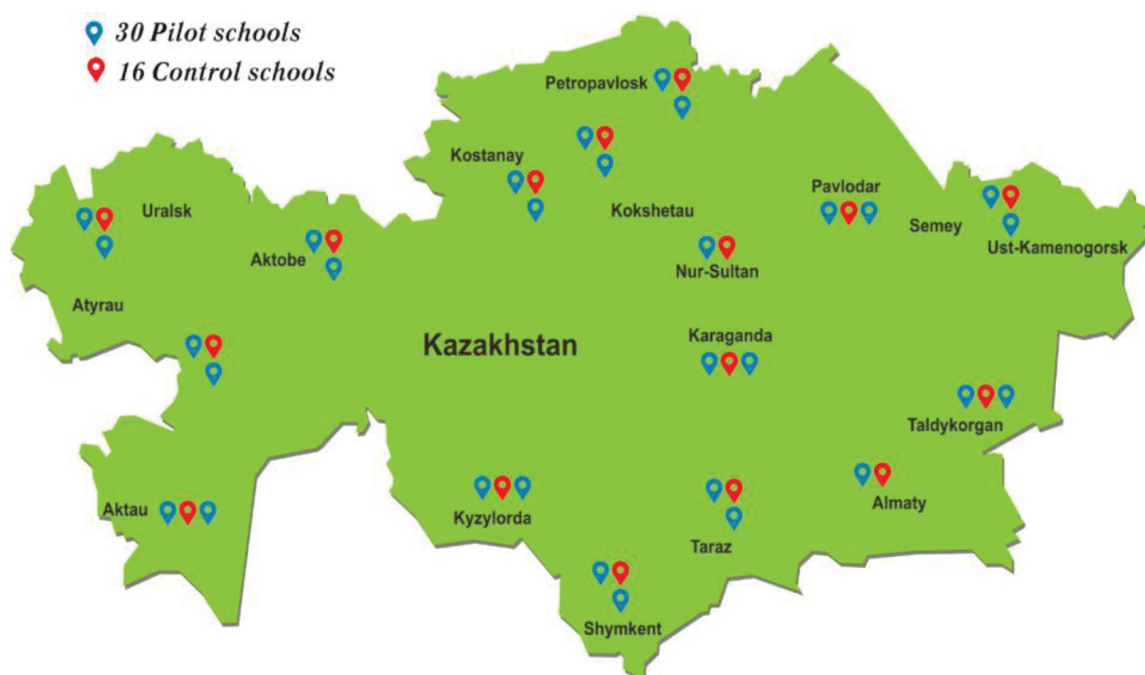 30 Pilot schools
16 Control schools
Petropavlosk
Kostanay
Pavlodar
Uralsk
Kokshetau
Semey
Ust-Kamenogorsk
Aktobe
Nur-Sultan
Atyrau
Karaganda
Kazakhstan
Taldykorgan
Aktau
Kyzylorda
Almaty
Taraz
Shymkent